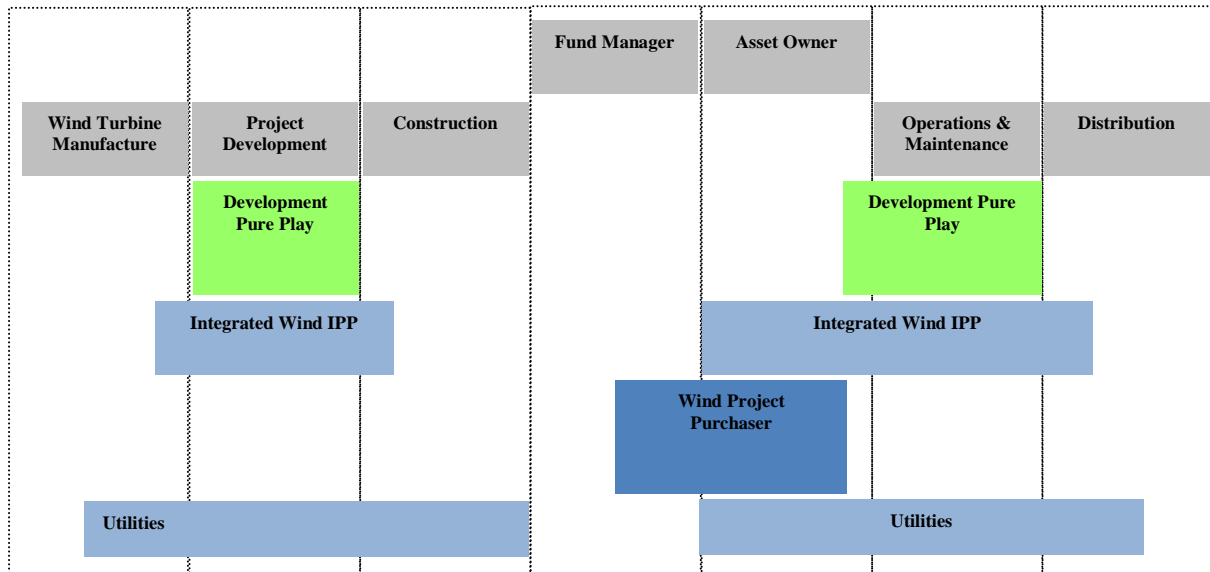 Fund Manager
Asset Owner
Wind Turbine
Manufacture
Project
Development
Construction
Operations &
Maintenance
Distribution
Development
Pure Play
Development Pure
Play
Integrated Wind IPP
Integrated Wind IPP
Wind Project
Purchaser
Utilities
Utilities